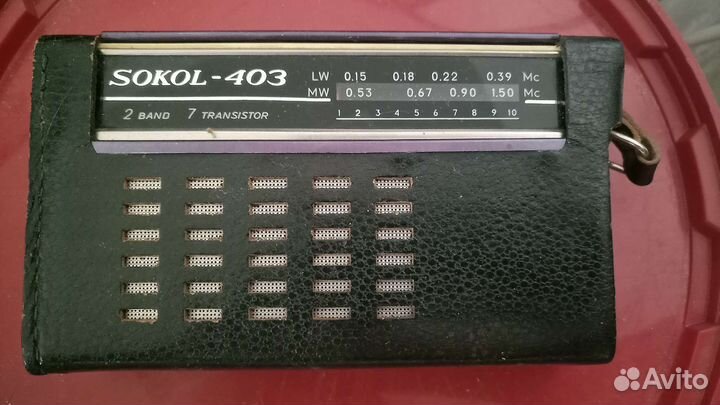 SOKOL-403
LW 0.15 0.18 0.22 0.39 Mc
MW 0.53 0.67 0.90 1.50 Mc
2 BAND 7 TRANSISTOR
1 2 3 4 5 6 7 8 9 10
Avito